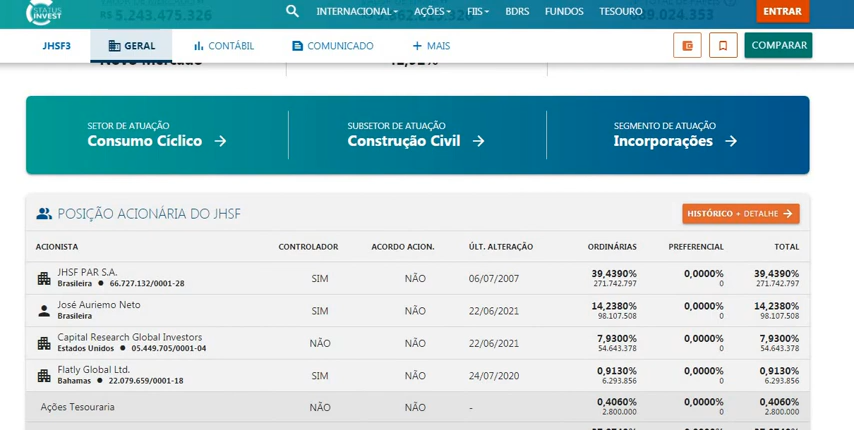 STATUS INVEST
R$ 5.243.475.326
INTERNACIONAL AÇÕES FIIS BDRS FUNDOS TESOURO ENTRAR
JHSF3 GERAL CONTÁBIL COMUNICADO + MAIS COMPARAR
Novo Mercado
SETOR DE ATUAÇÃO SUBSETOR DE ATUAÇÃO SEGMENTO DE ATUAÇÃO
Consumo Cíclico → Construção Civil → Incorporações →
POSIÇÃO ACIONÁRIA DO JHSF HISTÓRICO + DETALHE →
ACIONISTA CONTROLADOR ACORDO ACION. ÚLT. ALTERAÇÃO ORDINÁRIAS PREFERENCIAL TOTAL
JHSF PAR S.A. SIM NÃO 06/07/2007 39,4390% 0,0000% 39,4390%
Brasileira ● 66.727.132/0001-28 271.742.797 0 271.742.797
José Auriemo Neto SIM NÃO 22/06/2021 14,2380% 0,0000% 14,2380%
Brasileira 98.107.508 0 98.107.508
Capital Research Global Investors NÃO NÃO 22/06/2021 7,9300% 0,0000% 7,9300%
Estados Unidos ● 05.449.705/0001-04 54.643.378 0 54.643.378
Flatly Global Ltd. SIM NÃO 24/07/2020 0,9130% 0,0000% 0,9130%
Bahamas ● 22.079.659/0001-18 6.293.856 0 6.293.856
Ações Tesouraria NÃO NÃO - 0,4060% 0,0000% 0,4060%
2.800.000 0 2.800.000